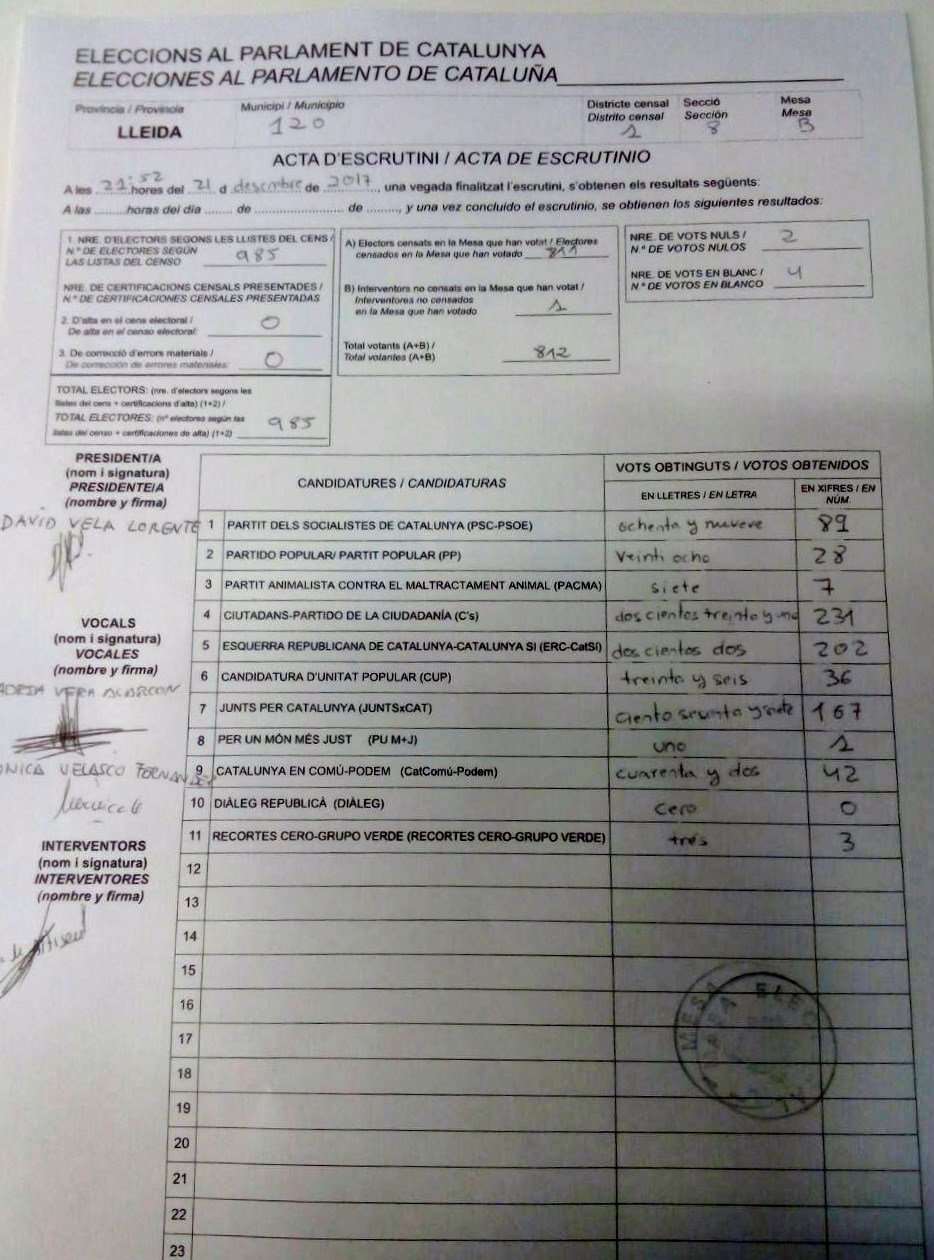 ELECCIONS AL PARLAMENT DE CATALUNYA
ELECCIONES AL PARLAMENTO DE CATALUÑA
Província / Provincia
LLEIDA
Municipi / Municipio
120
Districte censal
Distrito censal
1
Secció
Sección
8
Mesa
Mesa
B
ACTA D'ESCRUTINI / ACTA DE ESCRUTINIO
A les 21:52 hores del 21 d desembre de 2017, una vegada finalitzat l'escrutini, s'obtenen els resultats següents:
A las ........horas del día ....... de ...................... de ........, y una vez concluido el escrutinio, se obtienen los siguientes resultados:
1. NRE. D'ELECTORS SEGONS LES LLISTES DEL CENS /
N.º DE ELECTORES SEGÚN
LAS LISTAS DEL CENSO 985
NRE. DE CERTIFICACIONS CENSALS PRESENTADES /
N.º DE CERTIFICACIONES CENSALES PRESENTADAS
2. D'alta en el cens electoral /
De alta en el censo electoral: 0
3. De correcció d'errors materials /
De corrección de errores materiales: 0
TOTAL ELECTORS: (nre. d'electors segons les
llistes del cens + certificacions d'alta) (1+2) /
TOTAL ELECTORES: (nº electores según las
listas del censo + certificaciones de alta) (1+2) 985
A) Electors censats en la Mesa que han votat / Electores
censados en la Mesa que han votado 811
B) Interventors no censats en la Mesa que han votat /
Interventores no censados
en la Mesa que han votado 1
Total votants (A+B) /
Total votantes (A+B) 812
NRE. DE VOTS NULS /
N.º DE VOTOS NULOS 2
NRE. DE VOTS EN BLANC /
N.º DE VOTOS EN BLANCO 4
PRESIDENT/A
(nom i signatura)
PRESIDENTE/A
(nombre y firma)
DAVID VELA LORENTE
VOCALS
(nom i signatura)
VOCALES
(nombre y firma)
VERA ALARCON
VELASCO
INTERVENTORS
(nom i signatura)
INTERVENTORES
(nombre y firma)
CANDIDATURES / CANDIDATURAS
VOTS OBTINGUTS / VOTOS OBTENIDOS
EN LLETRES / EN LETRA
EN XIFRES / EN
NÚM.
1 PARTIT DELS SOCIALISTES DE CATALUNYA (PSC-PSOE) ochenta y nueve 89
2 PARTIDO POPULAR/ PARTIT POPULAR (PP) Veinti ocho 28
3 PARTIT ANIMALISTA CONTRA EL MALTRACTAMENT ANIMAL (PACMA) siete 7
4 CIUTADANS-PARTIDO DE LA CIUDADANÍA (C's) dos cientos treinta y uno 231
5 ESQUERRA REPUBLICANA DE CATALUNYA-CATALUNYA SI (ERC-CatSí) dos cientos dos 202
6 CANDIDATURA D'UNITAT POPULAR (CUP) treinta y seis 36
7 JUNTS PER CATALUNYA (JUNTSxCAT) ciento sesenta y siete 167
8 PER UN MÓN MÉS JUST (PU M+J) uno 1
9 CATALUNYA EN COMÚ-PODEM (CatComú-Podem) cuarenta y dos 42
10 DIÀLEG REPUBLICÀ (DIÀLEG) cero 0
11 RECORTES CERO-GRUPO VERDE (RECORTES CERO-GRUPO VERDE) tres 3
12
13
14
15
16
17
18
19
20
21
22
23